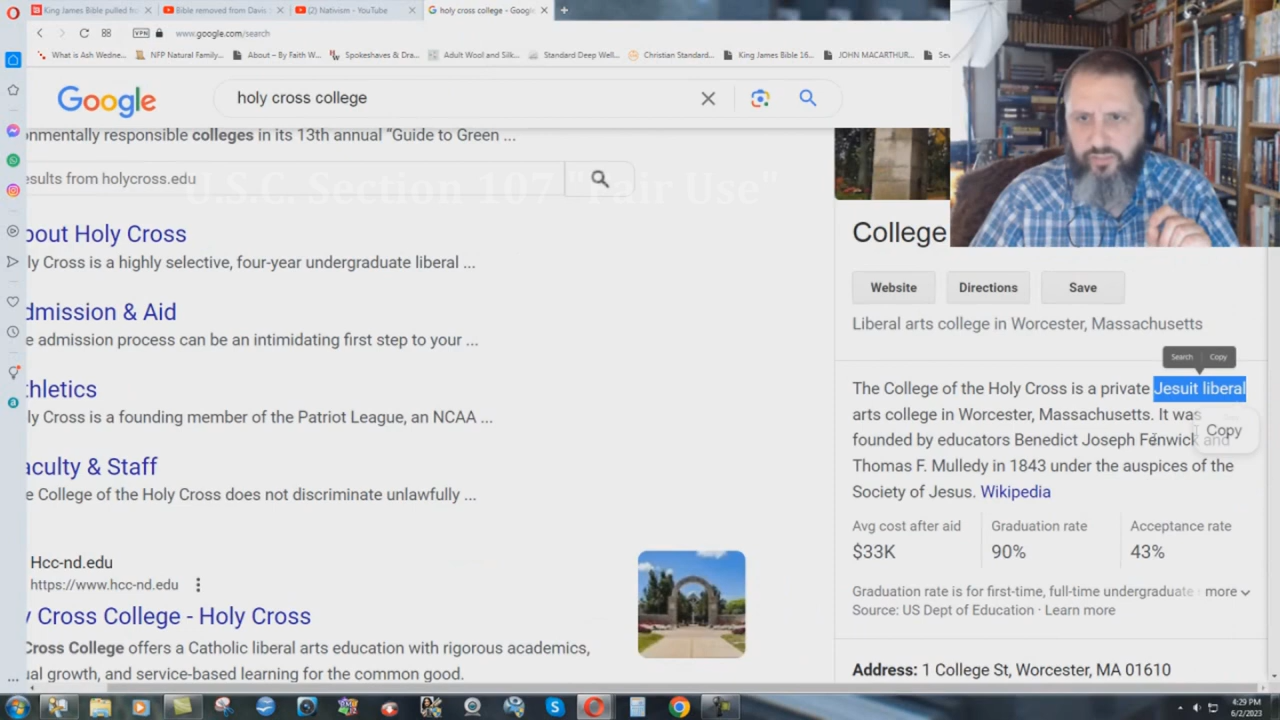 King James Bible pulled fr
Bible removed from Davis S
(2) Nativism - YouTube
holy cross college - Google
88
VPN
www.google.com/search
What is Ash Wedne...
NFP Natural Family...
About – By Faith W...
Spokeshaves & Dra...
Adult Wool and Silk...
Standard Deep Well...
Christian Standard...
King James Bible 16...
JOHN MACARTHUR...
Sev
Google
holy cross college
onmentally responsible colleges in its 13th annual “Guide to Green ...
esults from holycross.edu
U.S.C. Section 107 "Fair Use"
bout Holy Cross
ly Cross is a highly selective, four-year undergraduate liberal ...
dmission & Aid
e admission process can be an intimidating first step to your ...
thletics
ly Cross is a founding member of the Patriot League, an NCAA ...
aculty & Staff
e College of the Holy Cross does not discriminate unlawfully ...
Hcc-nd.edu
https://www.hcc-nd.edu
y Cross College - Holy Cross
Cross College offers a Catholic liberal arts education with rigorous academics,
ual growth, and service-based learning for the common good.
College
Website
Directions
Save
Liberal arts college in Worcester, Massachusetts
Search
Copy
The College of the Holy Cross is a private Jesuit liberal
arts college in Worcester, Massachusetts. It was
founded by educators Benedict Joseph Fenwick and
Copy
Thomas F. Mulledy in 1843 under the auspices of the
Society of Jesus. Wikipedia
Avg cost after aid
Graduation rate
Acceptance rate
$33K
90%
43%
Graduation rate is for first-time, full-time undergraduate more
Source: US Dept of Education · Learn more
Address: 1 College St, Worcester, MA 01610
4:29 PM
6/2/2023